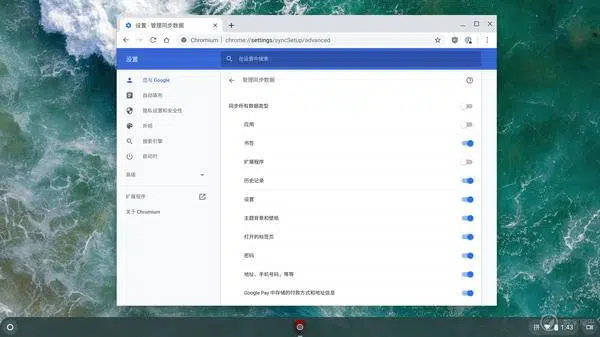 设置 - 管理同步数据
Chromium | chrome://settings/syncSetup/advanced
设置
在设置中搜索
您与 Google
自动填充
隐私设置和安全性
外观
搜索引擎
启动时
高级
扩展程序
关于 Chromium
管理同步数据
同步所有数据类型
应用
书签
扩展程序
历史记录
设置
主题背景和壁纸
打开的标签页
密码
地址、手机号码，等等
Google Pay 中存储的付款方式和地址信息
拼
1:43